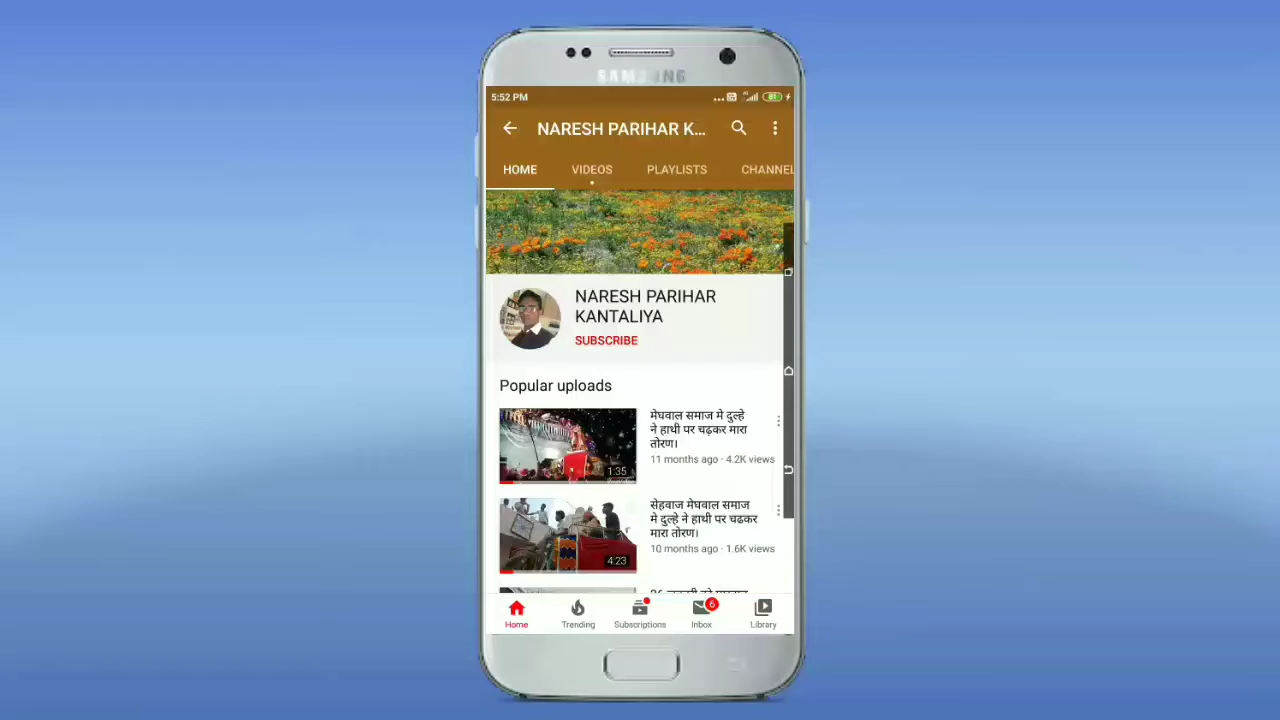 SAMSUNG
5:52 PM
81
NARESH PARIHAR K...
HOME VIDEOS PLAYLISTS CHANNEL
NARESH PARIHAR
KANTALIYA
SUBSCRIBE
Popular uploads
मेघवाल समाज मे दुल्हे
ने हाथी पर चढ़कर मारा
तोरण।
11 months ago · 4.2K views
1:35
सेहवाज मेघवाल समाज
मे दुल्हे ने हाथी पर चढकर
मारा तोरण।
10 months ago · 1.6K views
4:23
6
Home Trending Subscriptions Inbox Library